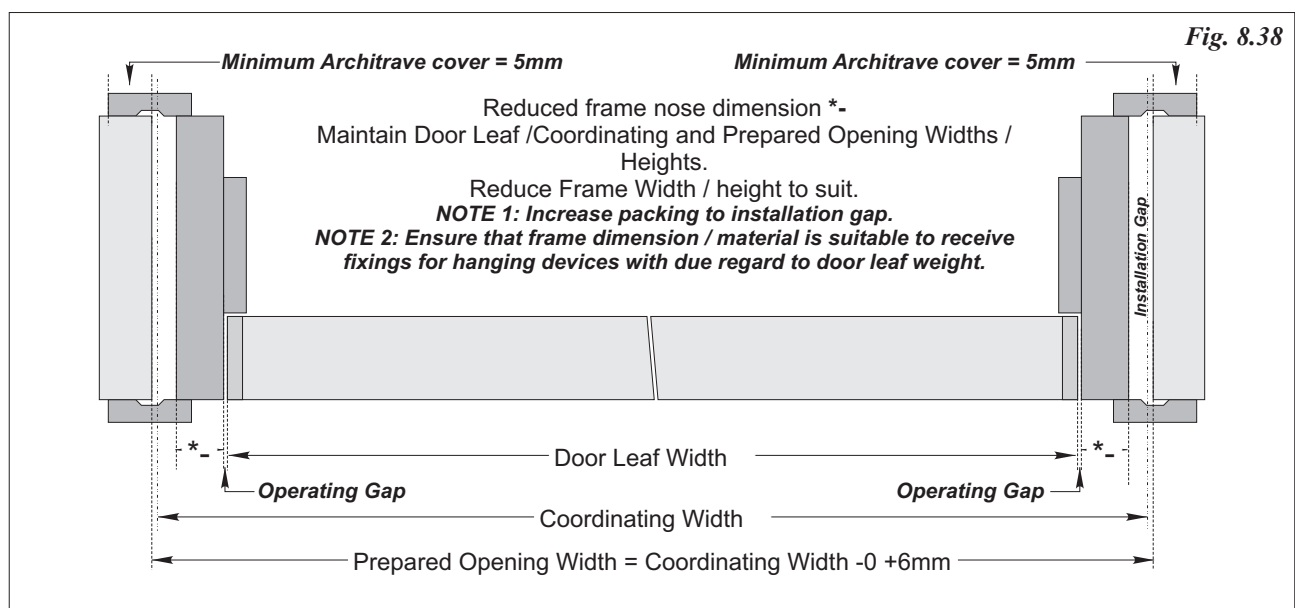 Fig. 8.38
Minimum Architrave cover = 5mm
Minimum Architrave cover = 5mm
Reduced frame nose dimension *-
Maintain Door Leaf /Coordinating and Prepared Opening Widths /
Heights.
Reduce Frame Width / height to suit.
NOTE 1: Increase packing to installation gap.
NOTE 2: Ensure that frame dimension / material is suitable to receive
fixings for hanging devices with due regard to door leaf weight.
Installation Gap
*-
Door Leaf Width
*-
Operating Gap
Operating Gap
Coordinating Width
Prepared Opening Width = Coordinating Width -0 +6mm